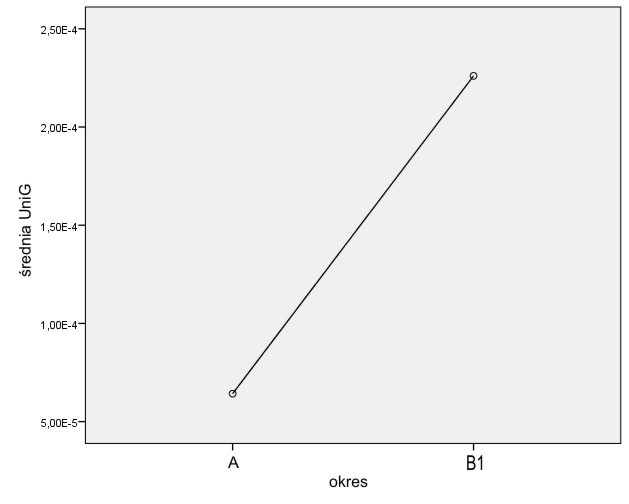 2,50E-4
2,00E-4
1,50E-4
1,00E-4
5,00E-5
średnia UniG
A
B1
okres